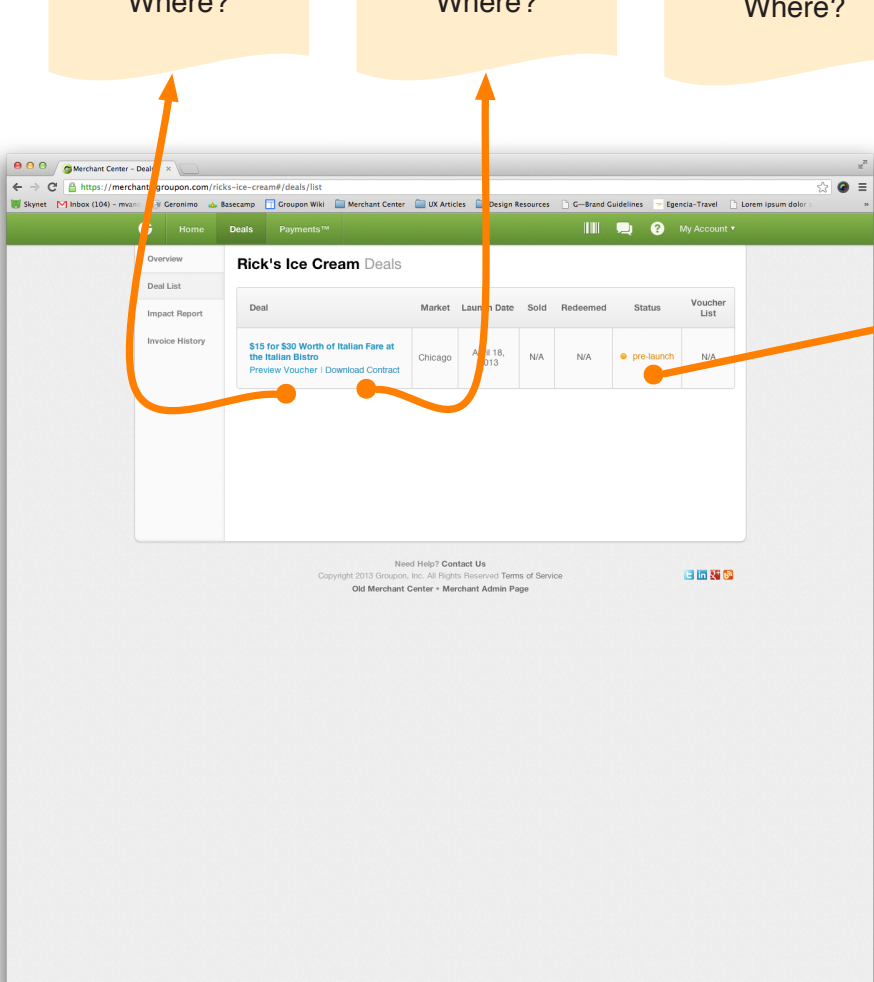 Where?
Where?
Where?
Merchant Center – Deals
https://merchants.groupon.com/ricks-ice-cream#/deals/list
Skynet
Inbox (104) – mvan
Geronimo
Basecamp
Groupon Wiki
Merchant Center
UX Articles
Design Resources
G—Brand Guidelines
Egencia-Travel
Lorem ipsum dolor
»
G
Home
Deals
Payments™
My Account
Overview
Deal List
Impact Report
Invoice History
Rick's Ice Cream Deals
Deal
Market
Launch Date
Sold
Redeemed
Status
Voucher
List
$15 for $30 Worth of Italian Fare at
the Italian Bistro
Preview Voucher | Download Contract
Chicago
April 18,
2013
N/A
N/A
pre-launch
N/A
Need Help? Contact Us
Copyright 2013 Groupon, Inc. All Rights Reserved Terms of Service
Old Merchant Center • Merchant Admin Page